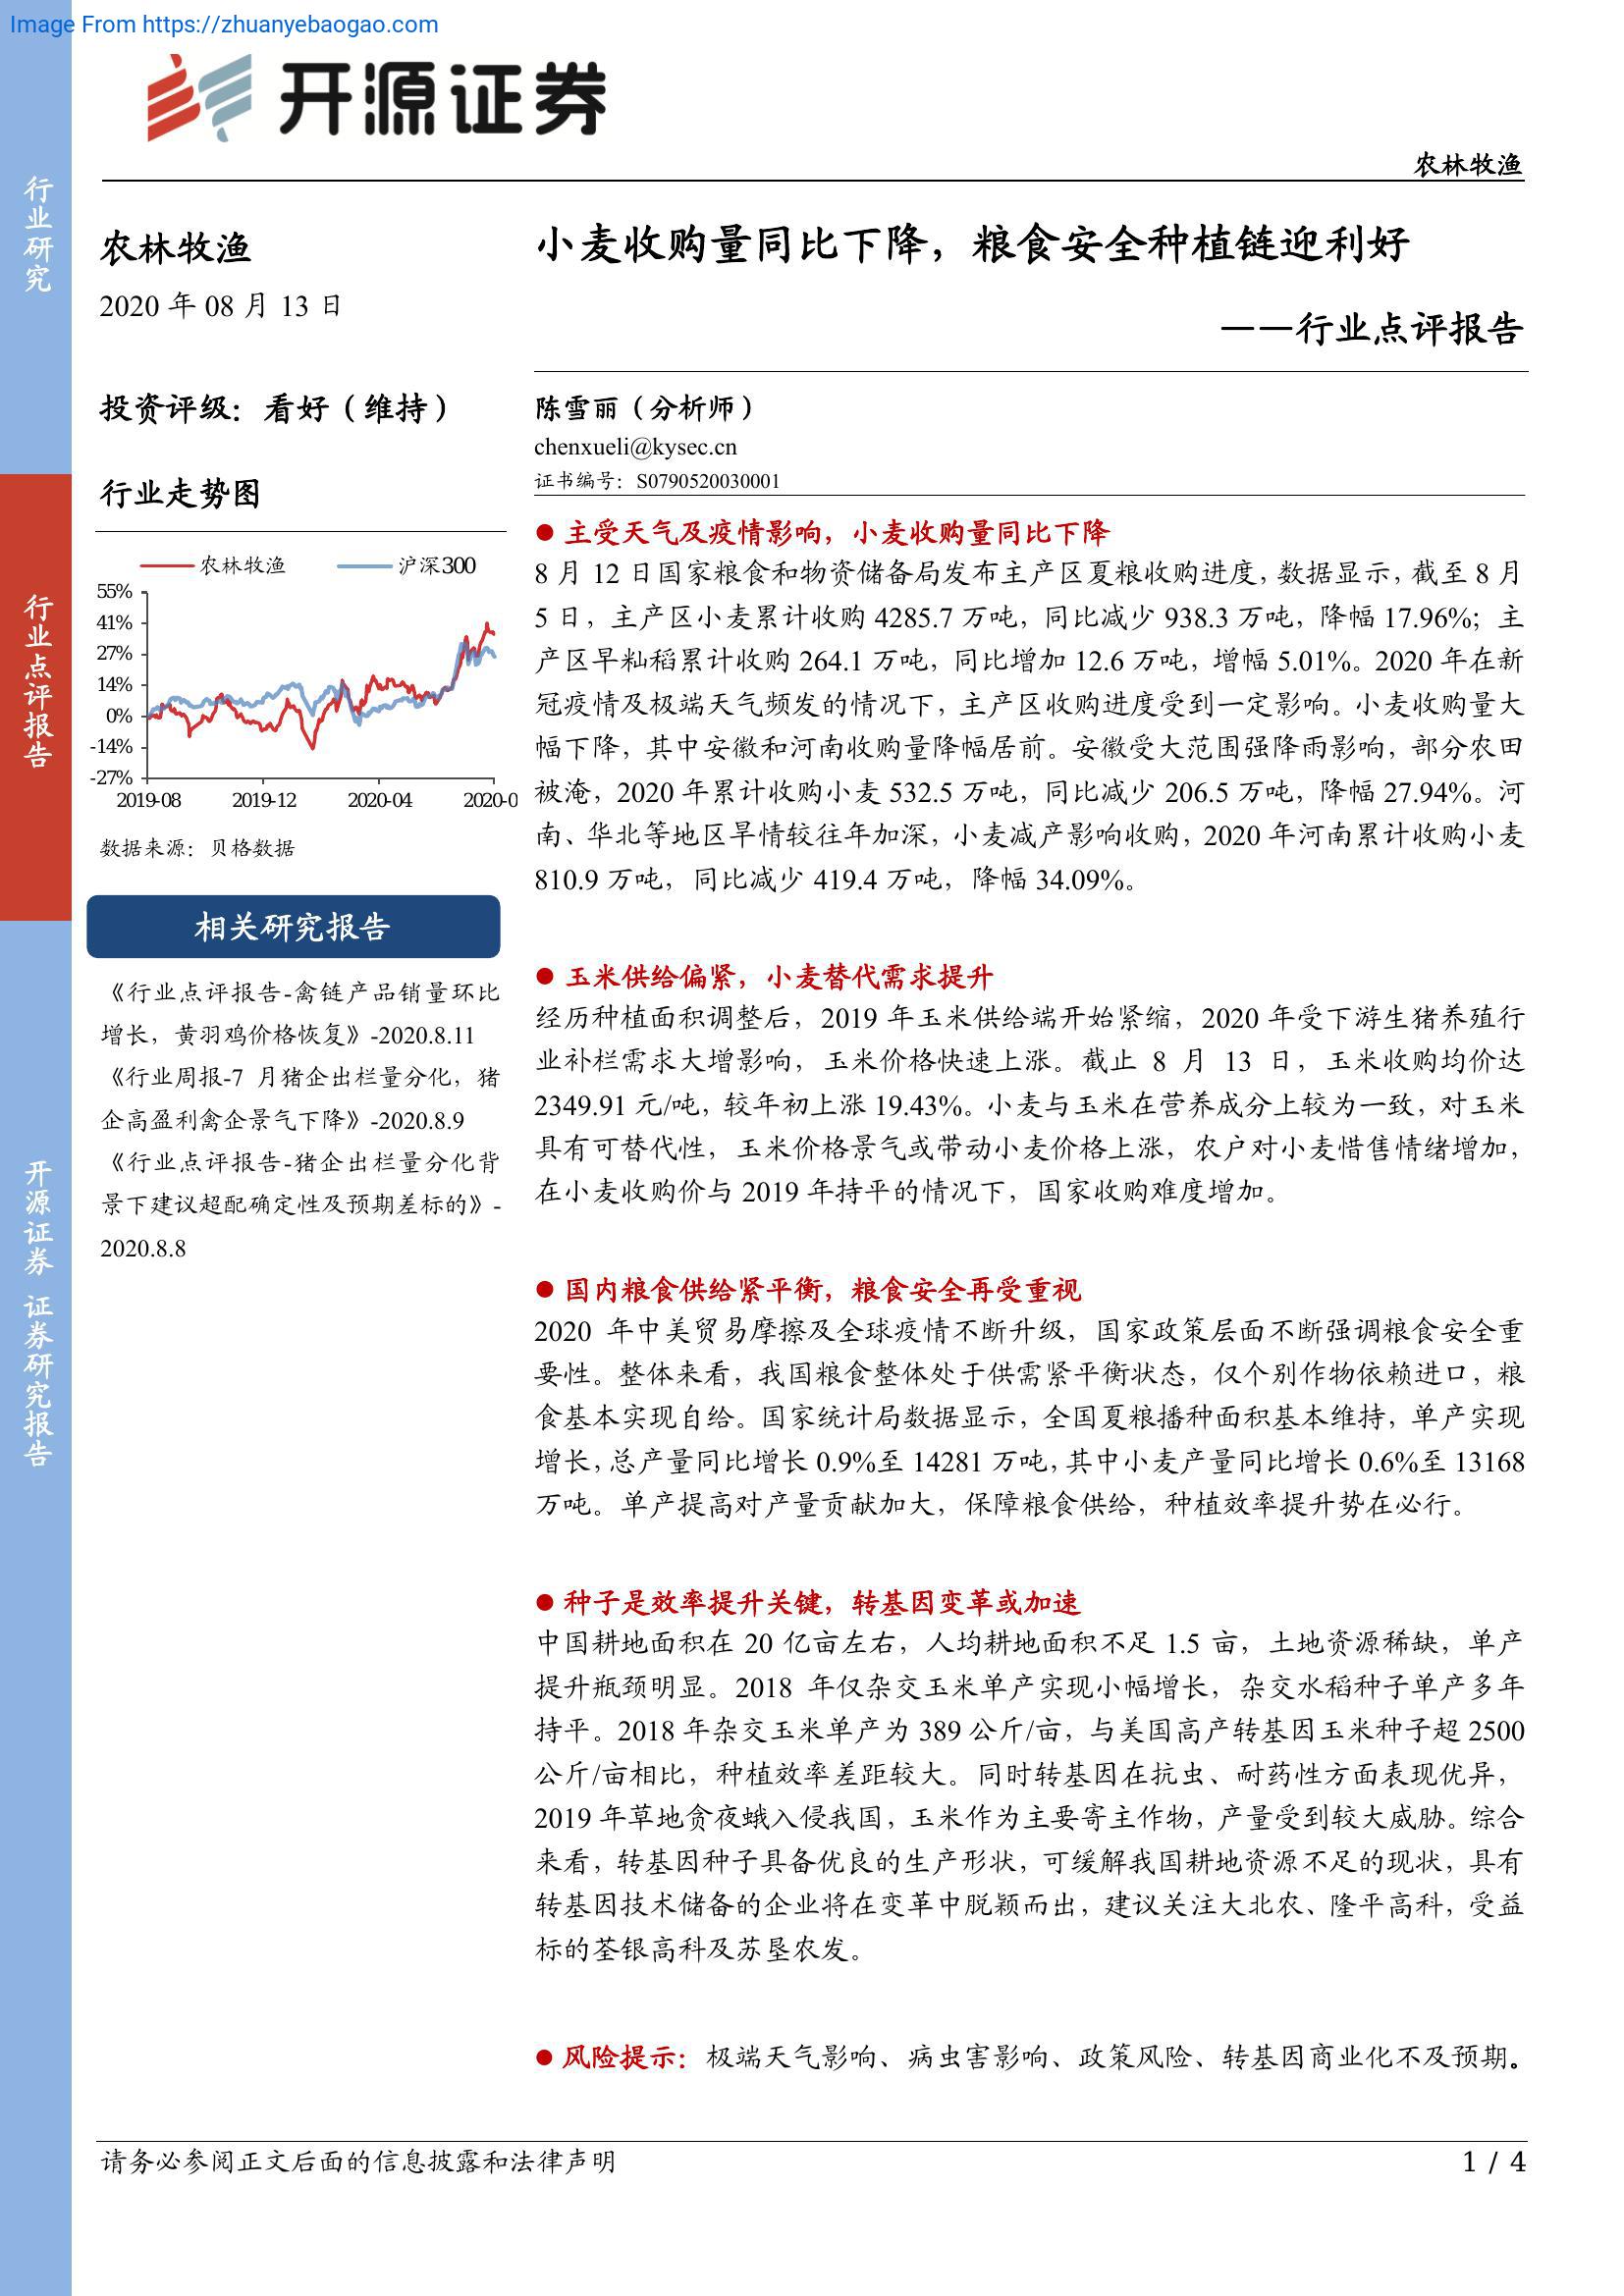 Image From https://zhuanyebaogao.com
开源证券
农林牧渔
行业研究
行业点评报告
开源证券 证券研究报告
农林牧渔
2020 年 08 月 13 日
投资评级：看好（维持）
行业走势图
农林牧渔 沪深300
55%
41%
27%
14%
0%
-14%
-27%
2019-08 2019-12 2020-04 2020-0
数据来源：贝格数据
相关研究报告
《行业点评报告-禽链产品销量环比
增长，黄羽鸡价格恢复》-2020.8.11
《行业周报-7 月猪企出栏量分化，猪
企高盈利禽企景气下降》-2020.8.9
《行业点评报告-猪企出栏量分化背
景下建议超配确定性及预期差标的》-
2020.8.8
小麦收购量同比下降，粮食安全种植链迎利好
——行业点评报告
陈雪丽（分析师）
chenxueli@kysec.cn
证书编号：S0790520030001
● 主受天气及疫情影响，小麦收购量同比下降
8 月 12 日国家粮食和物资储备局发布主产区夏粮收购进度，数据显示，截至 8 月
5 日，主产区小麦累计收购 4285.7 万吨，同比减少 938.3 万吨，降幅 17.96%；主
产区早籼稻累计收购 264.1 万吨，同比增加 12.6 万吨，增幅 5.01%。2020 年在新
冠疫情及极端天气频发的情况下，主产区收购进度受到一定影响。小麦收购量大
幅下降，其中安徽和河南收购量降幅居前。安徽受大范围强降雨影响，部分农田
被淹，2020 年累计收购小麦 532.5 万吨，同比减少 206.5 万吨，降幅 27.94%。河
南、华北等地区旱情较往年加深，小麦减产影响收购，2020 年河南累计收购小麦
810.9 万吨，同比减少 419.4 万吨，降幅 34.09%。
● 玉米供给偏紧，小麦替代需求提升
经历种植面积调整后，2019 年玉米供给端开始紧缩，2020 年受下游生猪养殖行
业补栏需求大增影响，玉米价格快速上涨。截止 8 月 13 日，玉米收购均价达
2349.91 元/吨，较年初上涨 19.43%。小麦与玉米在营养成分上较为一致，对玉米
具有可替代性，玉米价格景气或带动小麦价格上涨，农户对小麦惜售情绪增加，
在小麦收购价与 2019 年持平的情况下，国家收购难度增加。
● 国内粮食供给紧平衡，粮食安全再受重视
2020 年中美贸易摩擦及全球疫情不断升级，国家政策层面不断强调粮食安全重
要性。整体来看，我国粮食整体处于供需紧平衡状态，仅个别作物依赖进口，粮
食基本实现自给。国家统计局数据显示，全国夏粮播种面积基本维持，单产实现
增长，总产量同比增长 0.9%至 14281 万吨，其中小麦产量同比增长 0.6%至 13168
万吨。单产提高对产量贡献加大，保障粮食供给，种植效率提升势在必行。
● 种子是效率提升关键，转基因变革或加速
中国耕地面积在 20 亿亩左右，人均耕地面积不足 1.5 亩，土地资源稀缺，单产
提升瓶颈明显。2018 年仅杂交玉米单产实现小幅增长，杂交水稻种子单产多年
持平。2018 年杂交玉米单产为 389 公斤/亩，与美国高产转基因玉米种子超 2500
公斤/亩相比，种植效率差距较大。同时转基因在抗虫、耐药性方面表现优异，
2019 年草地贪夜蛾入侵我国，玉米作为主要寄主作物，产量受到较大威胁。综合
来看，转基因种子具备优良的生产形状，可缓解我国耕地资源不足的现状，具有
转基因技术储备的企业将在变革中脱颖而出，建议关注大北农、隆平高科，受益
标的荃银高科及苏垦农发。
● 风险提示：极端天气影响、病虫害影响、政策风险、转基因商业化不及预期。
请务必参阅正文后面的信息披露和法律声明
1 / 4